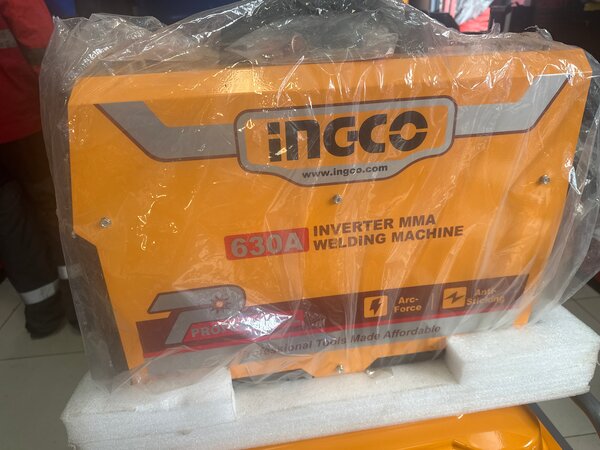 INGCO
www.ingco.com
630A
INVERTER MMA
WELDING MACHINE
Arc-
Force
Anti-
Sticking
PRO
Professional Tools Made Affordable